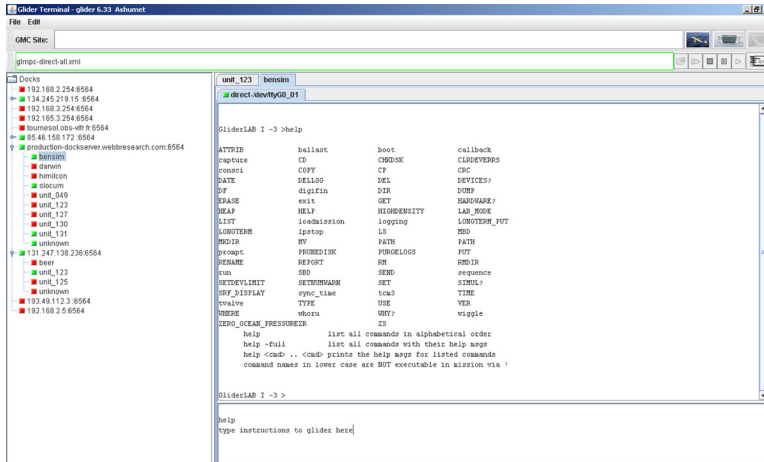 Glider Terminal - glider 6.33 Ashumet
File Edit
GMC Site:
glmpc-direct-all.xml
Docks
192.168.2.254:6564
134.245.219.15 :6564
192.168.3.254:6564
192.165.3.254:6564
tournesol.obs-vlfr.fr:6564
85.46.158.172 :6564
production-dockserver.webbresearch.com:6564
bensim
darwin
himilcon
slocum
unit_049
unit_123
unit_127
unit_130
unit_131
unknown
131.247.138.236:6564
beer
unit_123
unit_125
unknown
193.49.112.3 :6564
192.168.2.5:6564
unit_123 bensim
direct-/dev/ttyG0_01
GliderLAB I -3 >help
ATTRIB ballast boot callback
capture CD CHKDSK CLRDEVERRS
consci COPY CP CRC
DATE DELLOG DEL DEVICES?
DF digifin DIR DUMP
ERASE exit GET HARDWARE?
HEAP HELP HIGHDENSITY LAB_MODE
LIST loadmission logging LONGTERM_PUT
LONGTERM lpstop LS MBD
MKDIR MV PATH PATH
prompt PRUNEDISK PURGELOGS PUT
RENAME REPORT RM RMDIR
run SBD SEND sequence
SETDEVLIMIT SETNUMWARN SET SIMUL?
SRF_DISPLAY sync_time tcm3 TIME
tvalve TYPE USE VER
WHERE whoru WHY? wiggle
ZERO_OCEAN_PRESSUREZR ZS
help list all commands in alphabetical order
help -full list all commands with their help msgs
help <cmd> .. <cmd> prints the help msgs for listed commands
command names in lower case are NOT executable in mission via !
GliderLAB I -3 >
help
type instructions to glider here